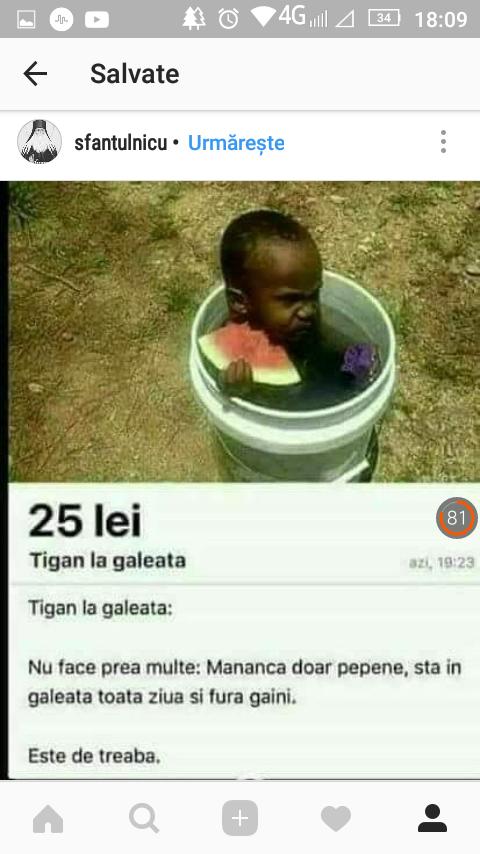 4G 34 18:09
Salvate
sfantulnicu • Urmărește
25 lei
81
Tigan la galeata
azi, 19:23
Tigan la galeata:
Nu face prea multe: Mananca doar pepene, sta in
galeata toata ziua si fura gaini.
Este de treaba.